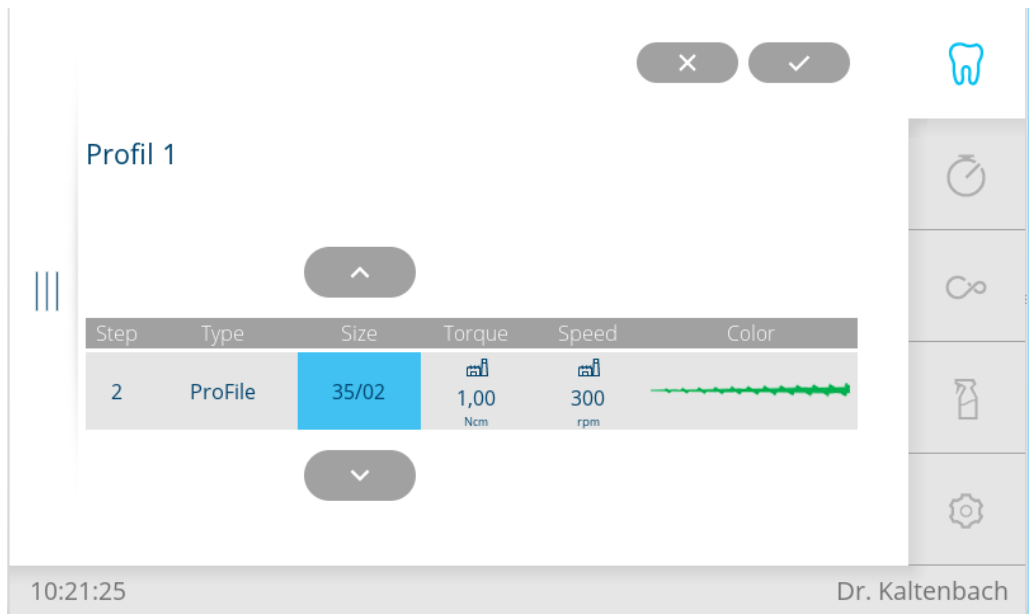 Profil 1
Step Type Size Torque Speed Color
2 ProFile 35/02 1,00 Ncm 300 rpm
10:21:25 Dr. Kaltenbach